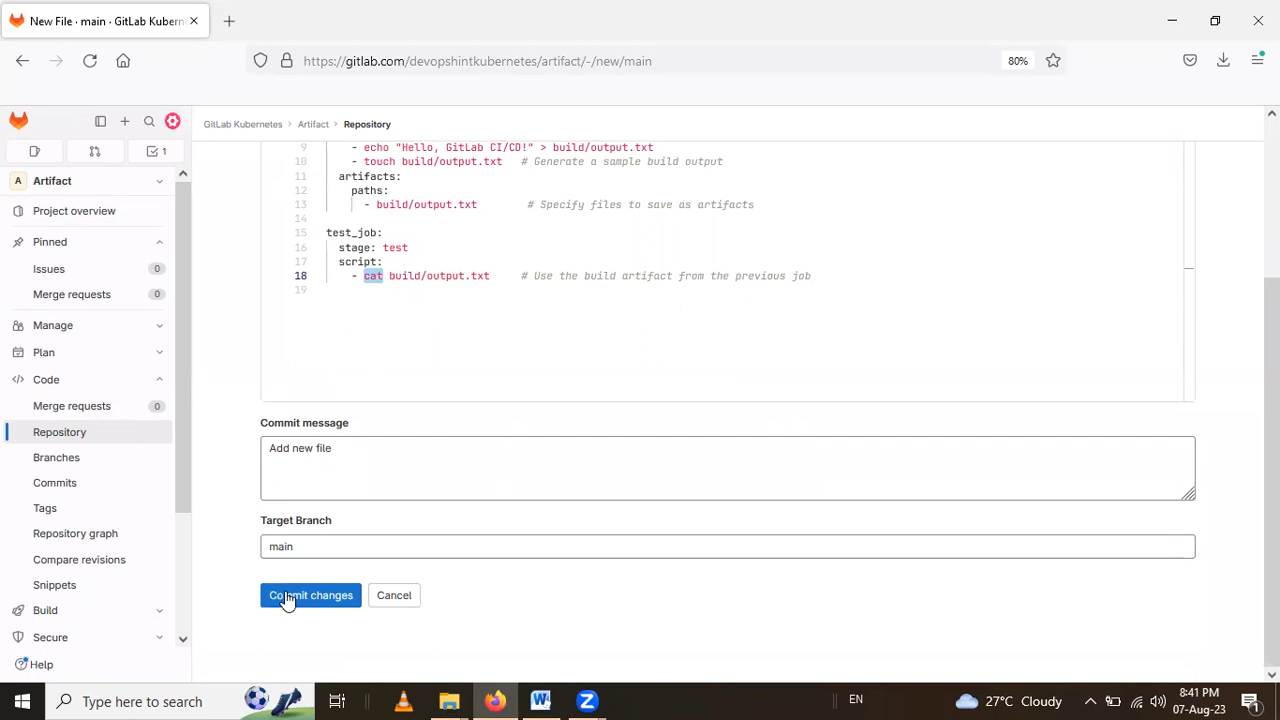 New File · main · GitLab Kubern
https://gitlab.com/devopshintkubernetes/artifact/-/new/main
80%
GitLab Kubernetes > Artifact > Repository
1
A Artifact
Project overview
Pinned
Issues 0
Merge requests 0
Manage
Plan
Code
Merge requests 0
Repository
Branches
Commits
Tags
Repository graph
Compare revisions
Snippets
Build
Secure
Help
9 - echo "Hello, GitLab CI/CD!" > build/output.txt
10 - touch build/output.txt # Generate a sample build output
11 artifacts:
12 paths:
13 - build/output.txt # Specify files to save as artifacts
14
15 test_job:
16 stage: test
17 script:
18 - cat build/output.txt # Use the build artifact from the previous job
19
Commit message
Add new file
Target Branch
main
Commit changes Cancel
Type here to search
EN
27°C Cloudy
8:41 PM
07-Aug-23
1